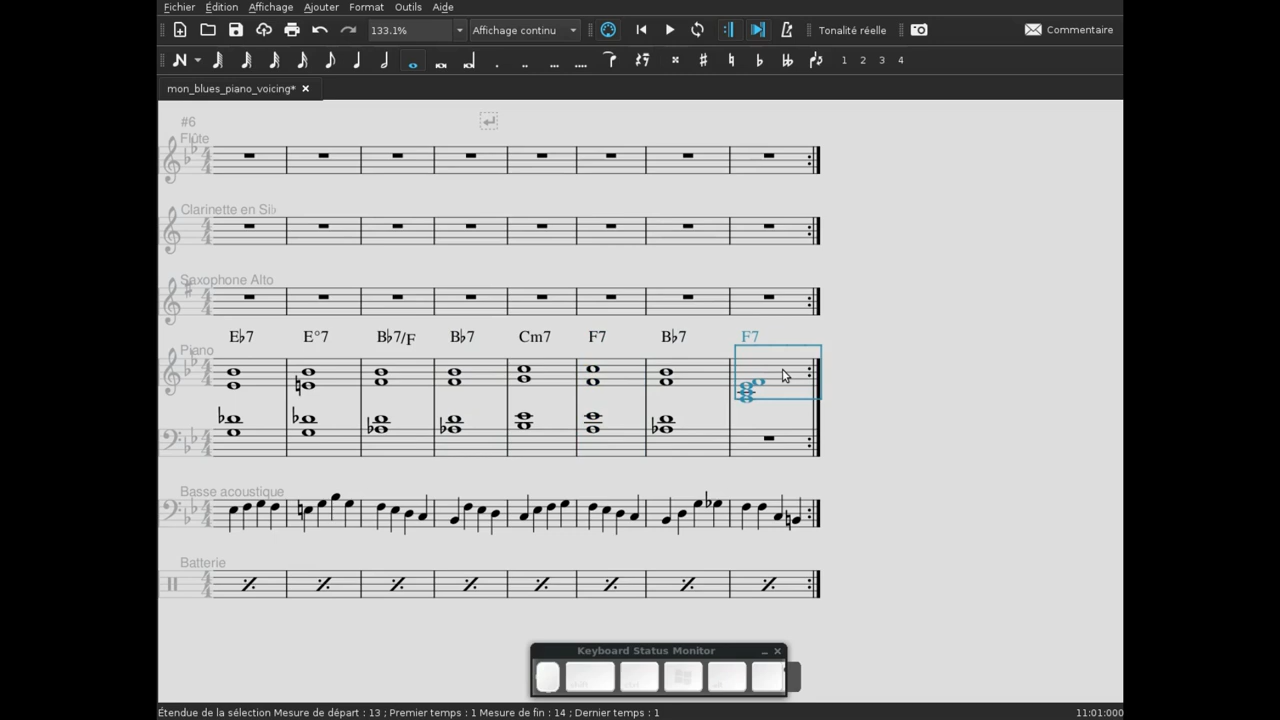 Fichier Édition Affichage Ajouter Format Outils Aide
133.1% Affichage continu Tonalité réelle Commentaire
1 2 3 4
mon_blues_piano_voicing*
#6
Flûte
Clarinette en Si♭
Saxophone Alto
E♭7 E°7 B♭7/F B♭7 Cm7 F7 B♭7 F7
Piano
Basse acoustique
Batterie
Keyboard Status Monitor
Étendue de la sélection Mesure de départ : 13 ; Premier temps : 1 Mesure de fin : 14 ; Dernier temps : 1 11:01:000